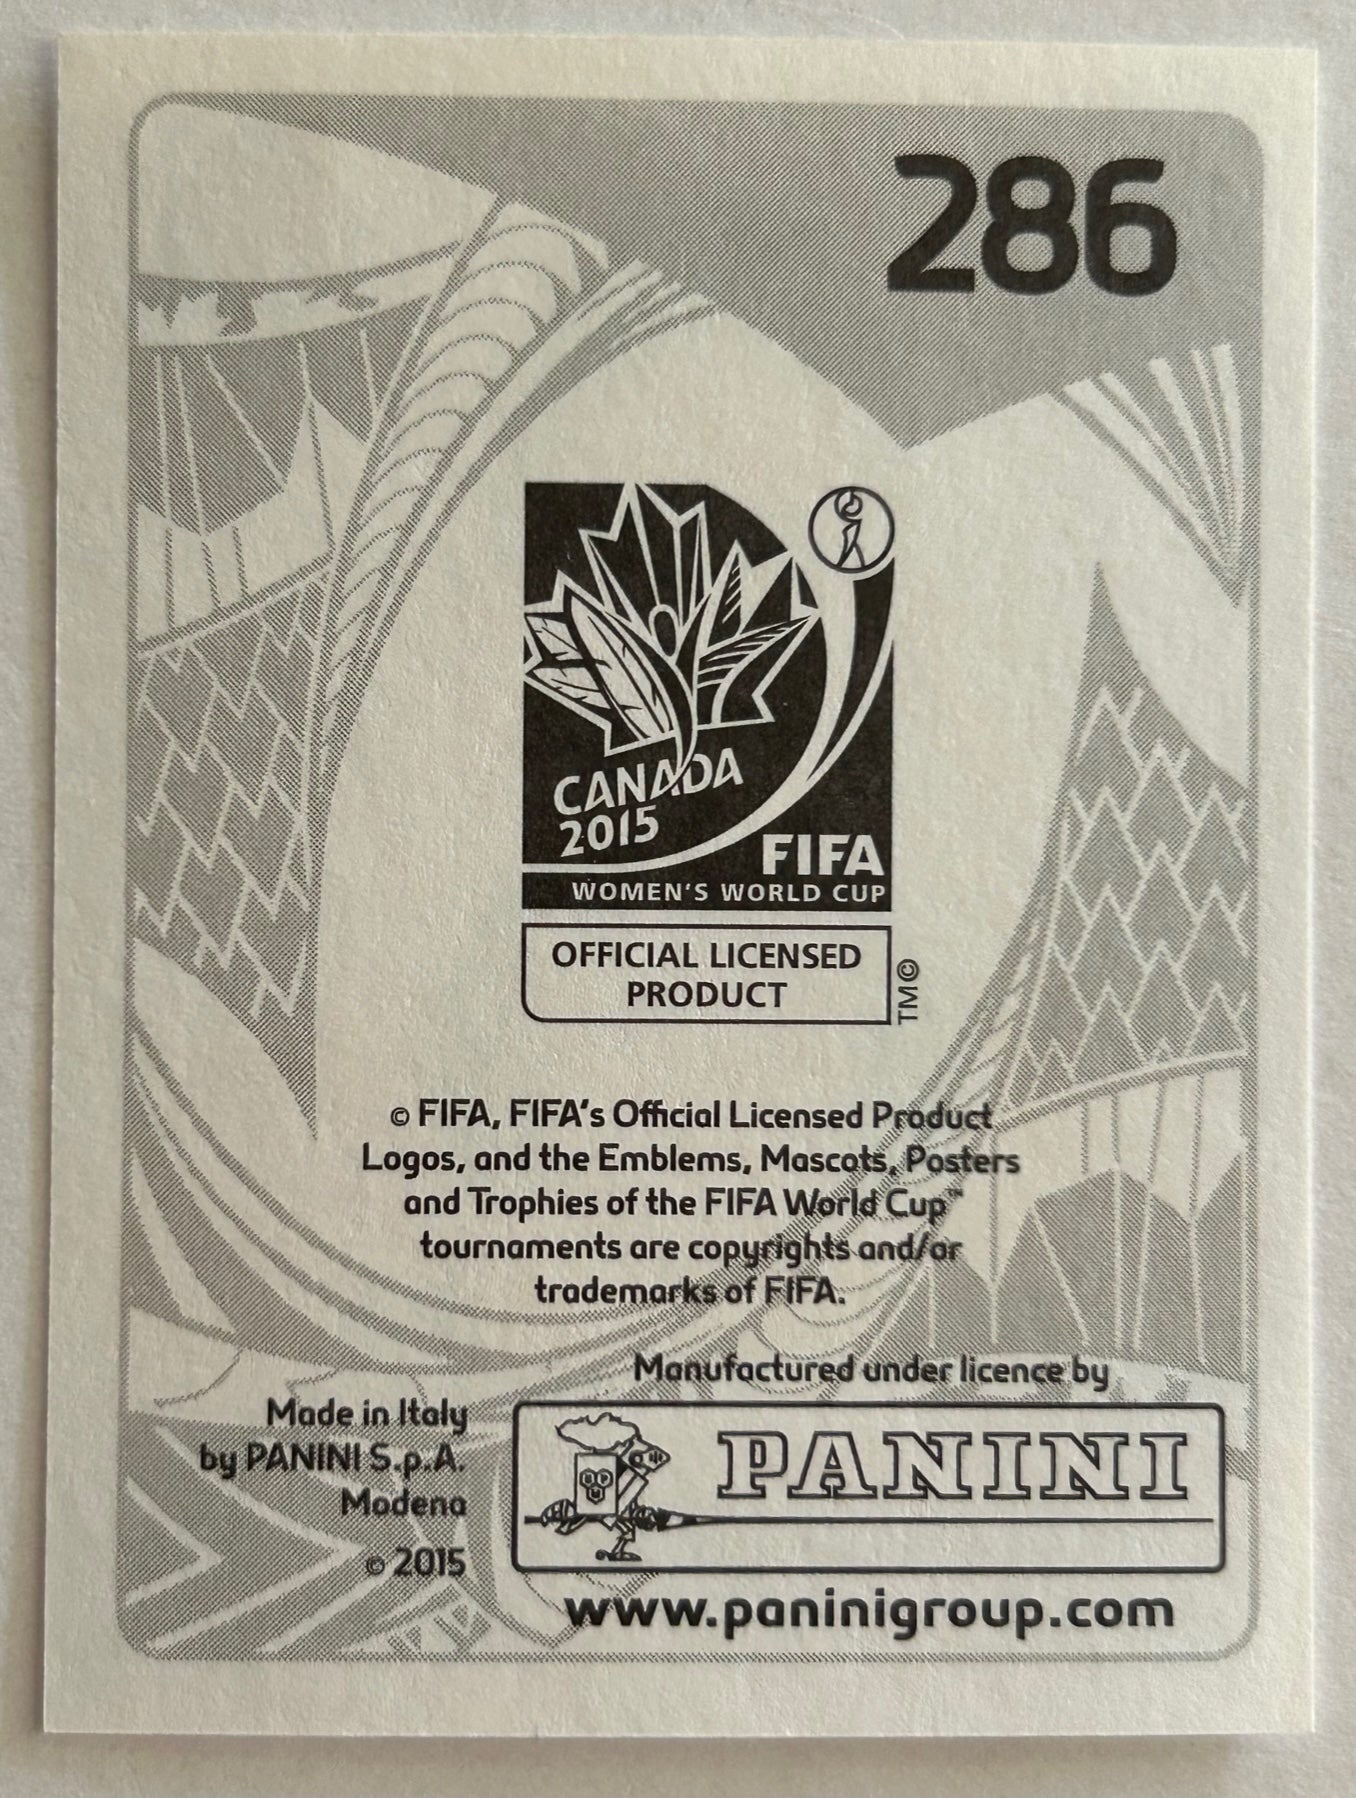 286
CANADA
2015
FIFA
WOMEN'S WORLD CUP
OFFICIAL LICENSED
PRODUCT
TM©
© FIFA, FIFA's Official Licensed Product
Logos, and the Emblems, Mascots, Posters
and Trophies of the FIFA World Cup™
tournaments are copyrights and/or
trademarks of FIFA.
Manufactured under licence by
Made in Italy
by PANINI S.p.A.
Modena
© 2015
PANINI
www.paninigroup.com